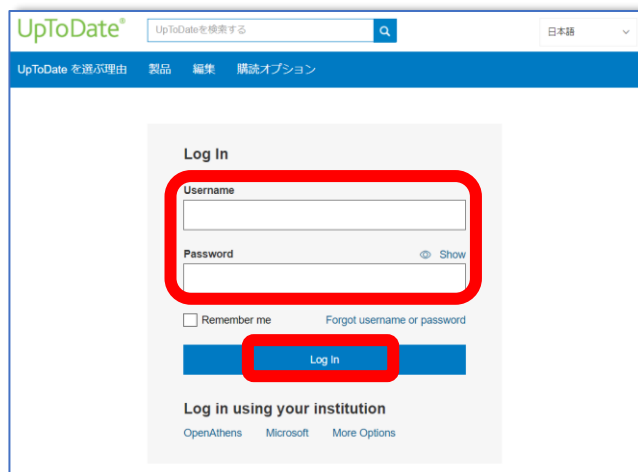 UpToDate® UpToDateを検索する 日本語
UpToDate を選ぶ理由 製品 編集 購読オプション
Log In
Username
Password Show
Remember me Forgot username or password
Log In
Log in using your institution
OpenAthens Microsoft More Options